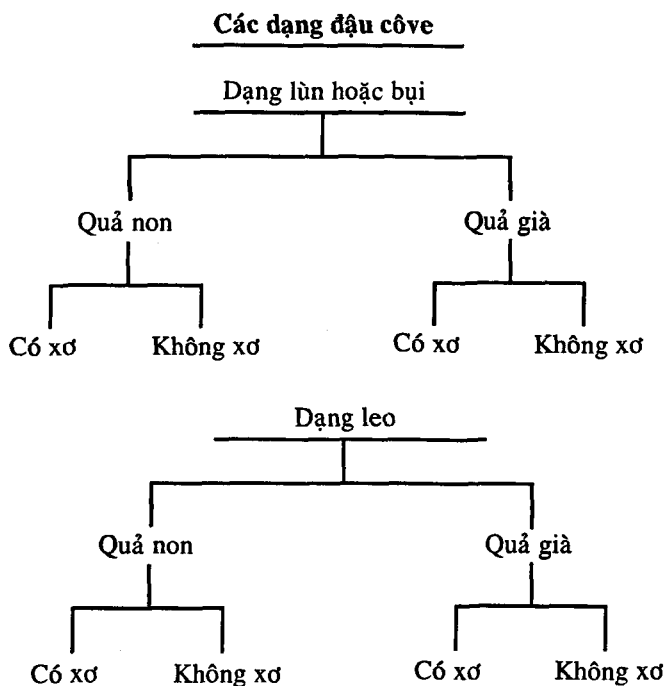 Các dạng đậu côve
Dạng lùn hoặc bụi
Quả non Quả già
Có xơ Không xơ Có xơ Không xơ
Dạng leo
Quả non Quả già
Có xơ Không xơ Có xơ Không xơ